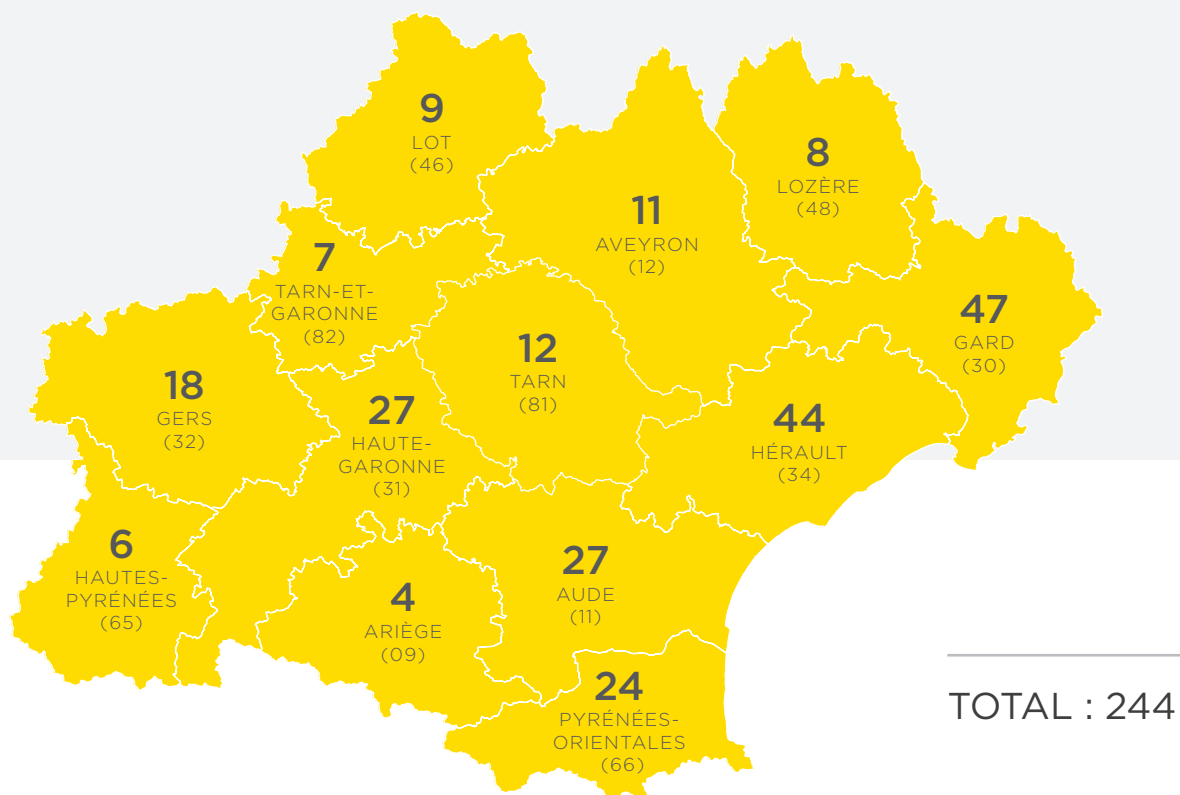 9
LOT
(46)
8
LOZÈRE
(48)
11
AVEYRON
(12)
7
TARN-ET-
GARONNE
(82)
47
GARD
(30)
12
TARN
(81)
18
GERS
(32)
27
HAUTE-
GARONNE
(31)
44
HÉRAULT
(34)
6
HAUTES-
PYRÉNÉES
(65)
27
AUDE
(11)
4
ARIÈGE
(09)
24
PYRÉNÉES-
ORIENTALES
(66)
TOTAL : 244